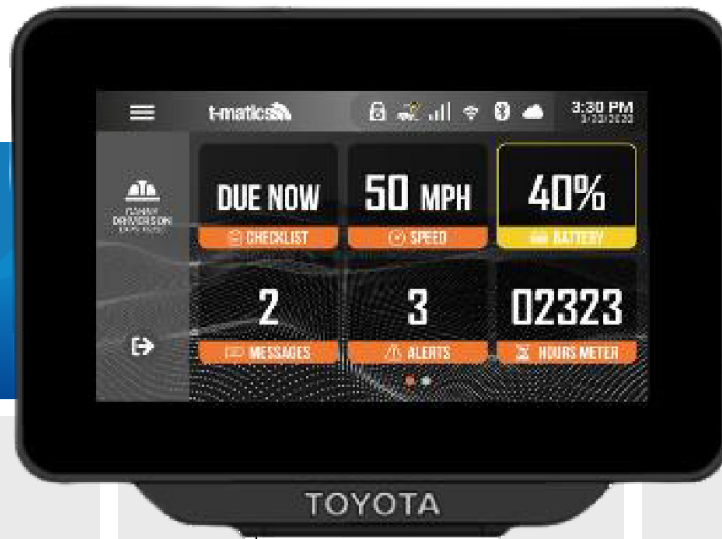 t-matics
3:30 PM
DRIVERSON
DUE NOW
50 MPH
40%
CHECKLIST
SPEED
BATTERY
2
3
02323
MESSAGES
ALERTS
HOURS METER
TOYOTA